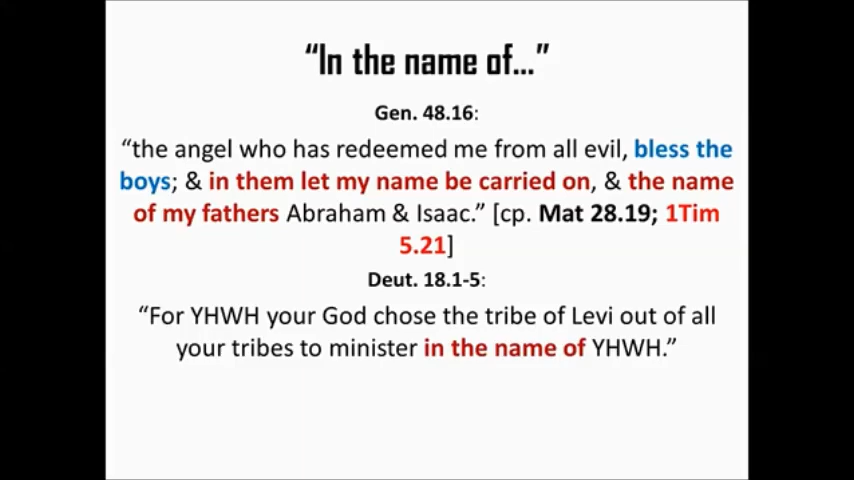 “In the name of...”
Gen. 48.16:
“the angel who has redeemed me from all evil, bless the
boys; & in them let my name be carried on, & the name
of my fathers Abraham & Isaac.” [cp. Mat 28.19; 1Tim
5.21]
Deut. 18.1-5:
“For YHWH your God chose the tribe of Levi out of all
your tribes to minister in the name of YHWH.”